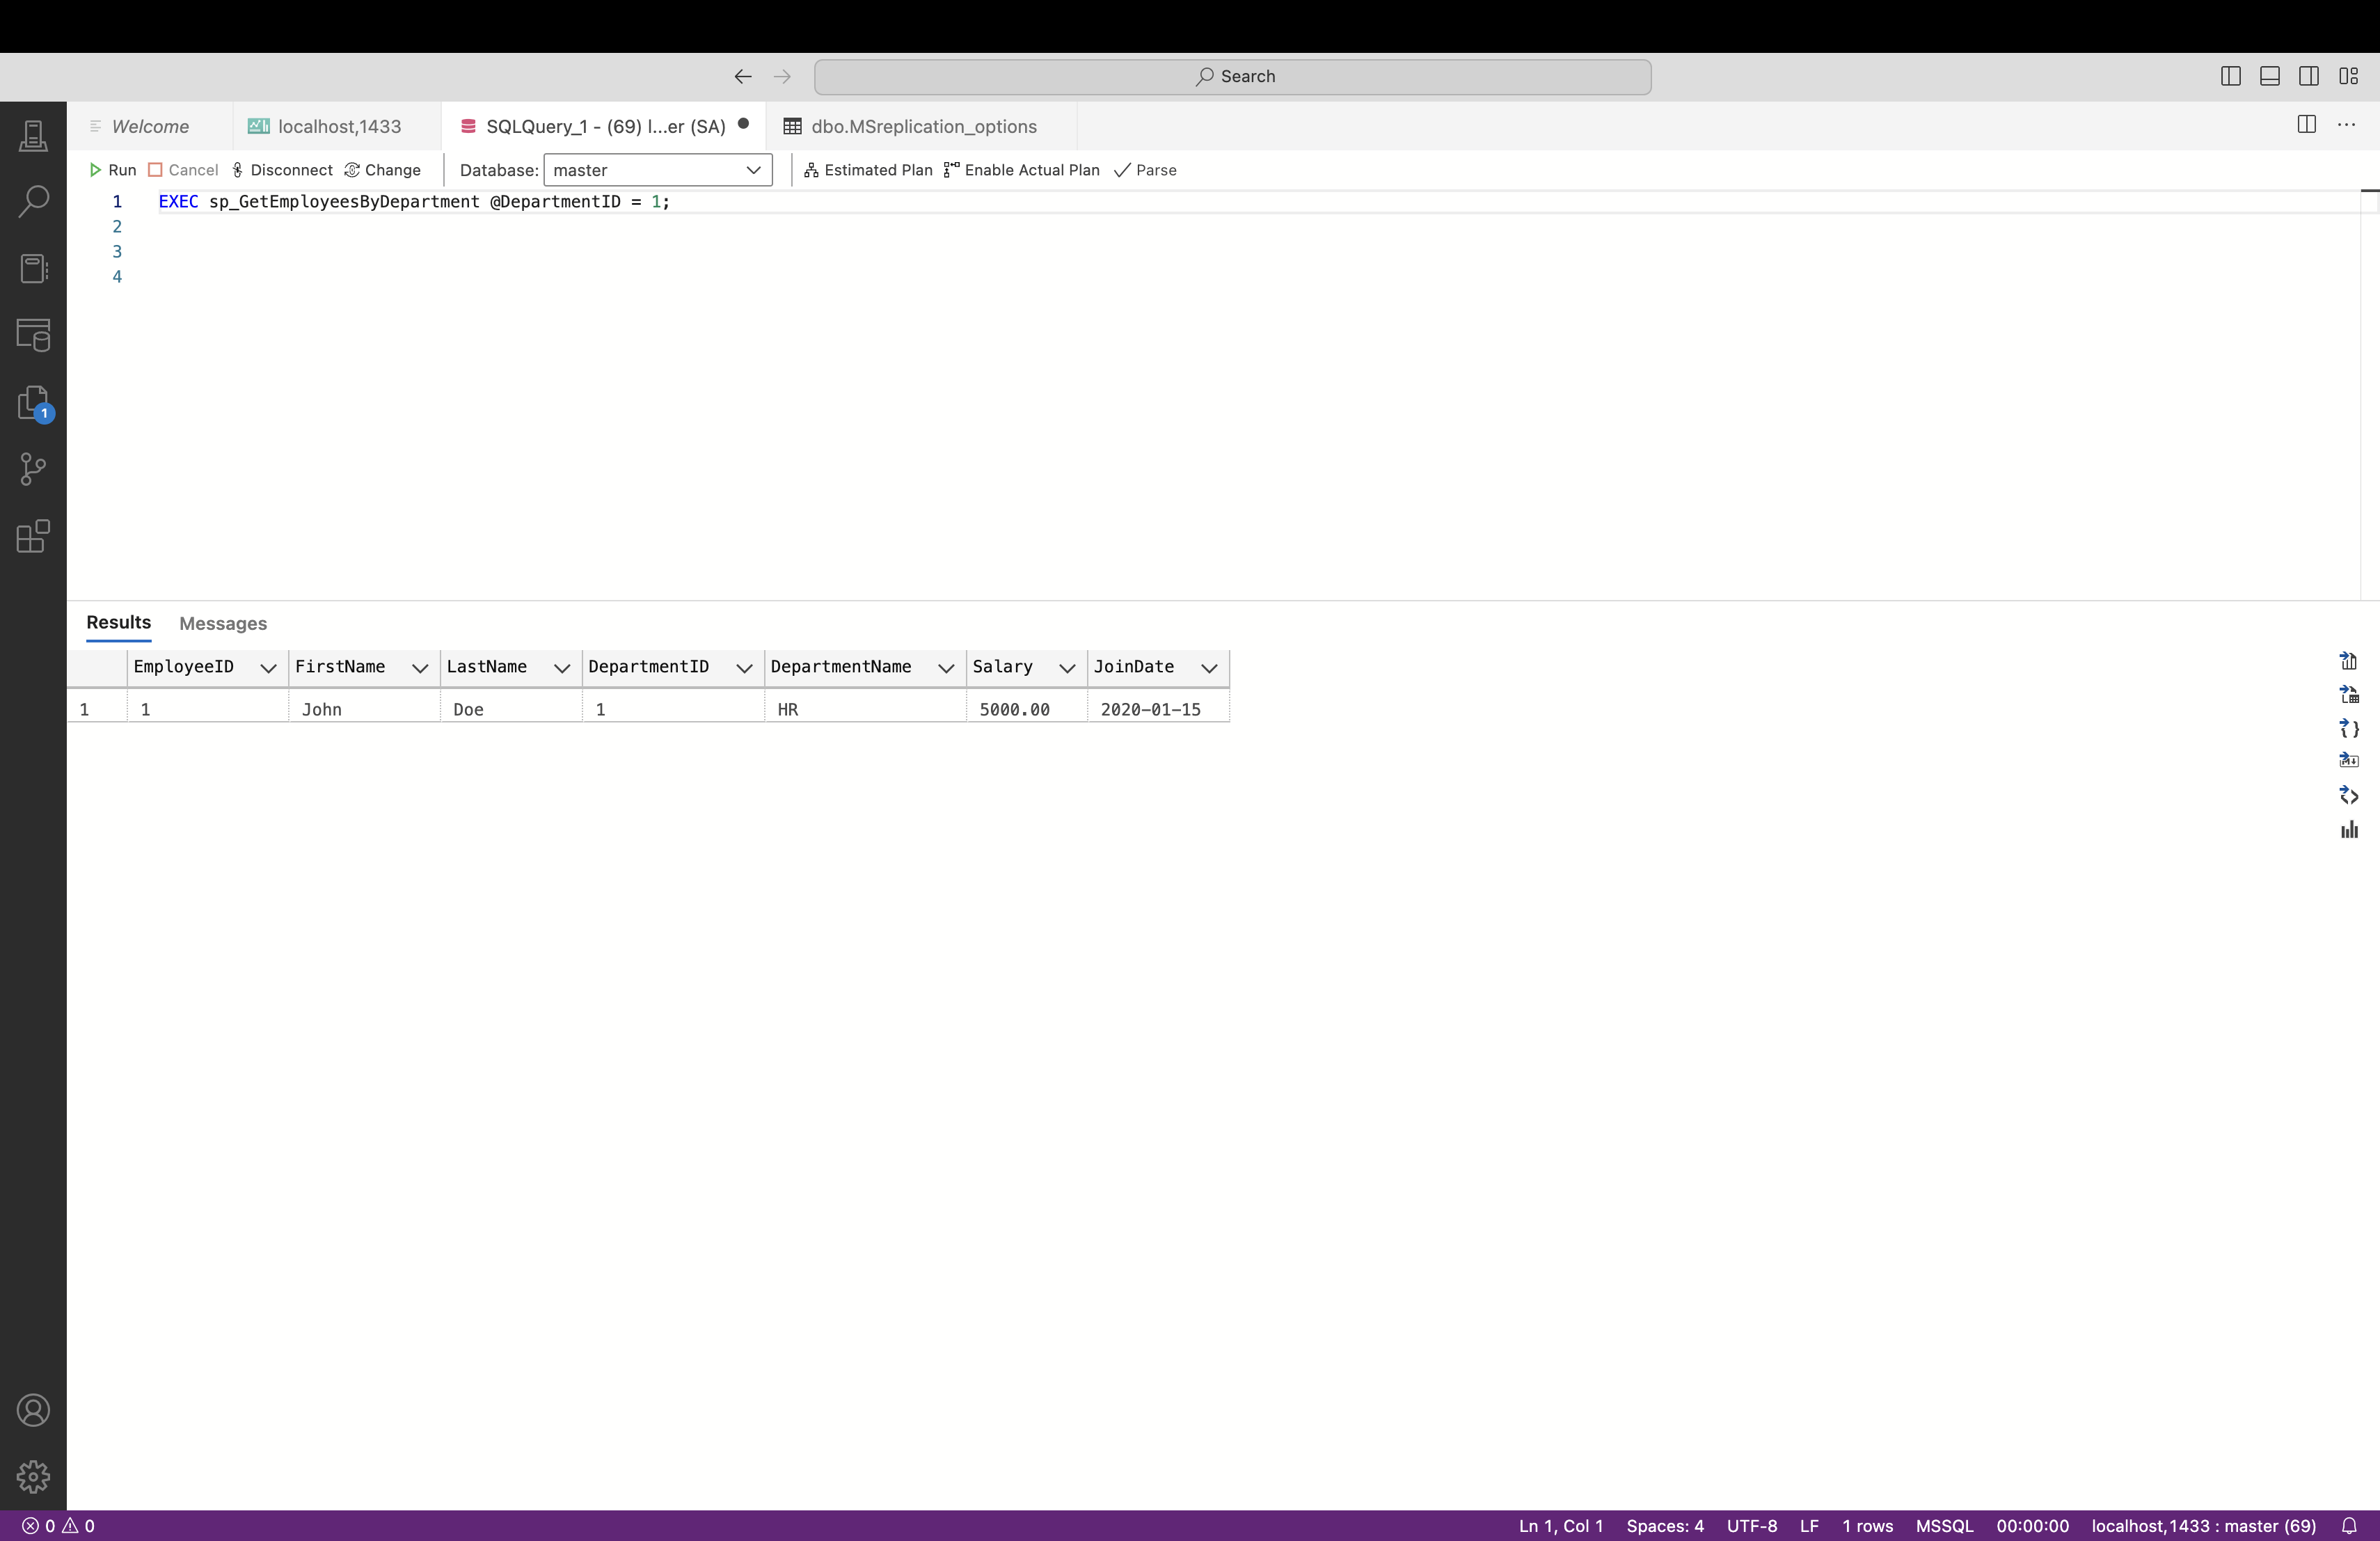 Search
Welcome
localhost,1433
SQLQuery_1 - (69) l...er (SA)
dbo.MSreplication_options
Run Cancel Disconnect Change Database: master Estimated Plan Enable Actual Plan Parse
1 EXEC sp_GetEmployeesByDepartment @DepartmentID = 1;
2
3
4
1
Results Messages
EmployeeID FirstName LastName DepartmentID DepartmentName Salary JoinDate
1 1 John Doe 1 HR 5000.00 2020-01-15
0 0 Ln 1, Col 1 Spaces: 4 UTF-8 LF 1 rows MSSQL 00:00:00 localhost,1433 : master (69)